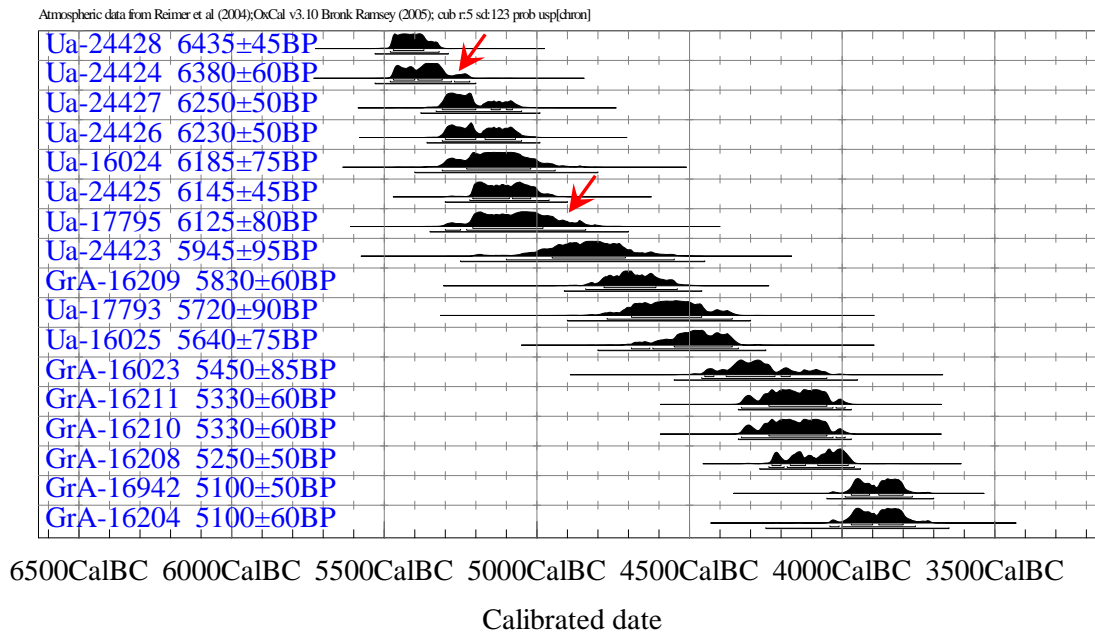 Atmospheric data from Reimer et al (2004);OxCal v3.10 Bronk Ramsey (2005); cub r:5 sd:123 prob usp[chron]
Ua-24428 6435±45BP
Ua-24424 6380±60BP
Ua-24427 6250±50BP
Ua-24426 6230±50BP
Ua-16024 6185±75BP
Ua-24425 6145±45BP
Ua-17795 6125±80BP
Ua-24423 5945±95BP
GrA-16209 5830±60BP
Ua-17793 5720±90BP
Ua-16025 5640±75BP
GrA-16023 5450±85BP
GrA-16211 5330±60BP
GrA-16210 5330±60BP
GrA-16208 5250±50BP
GrA-16942 5100±50BP
GrA-16204 5100±60BP
6500CalBC 6000CalBC 5500CalBC 5000CalBC 4500CalBC 4000CalBC 3500CalBC
Calibrated date